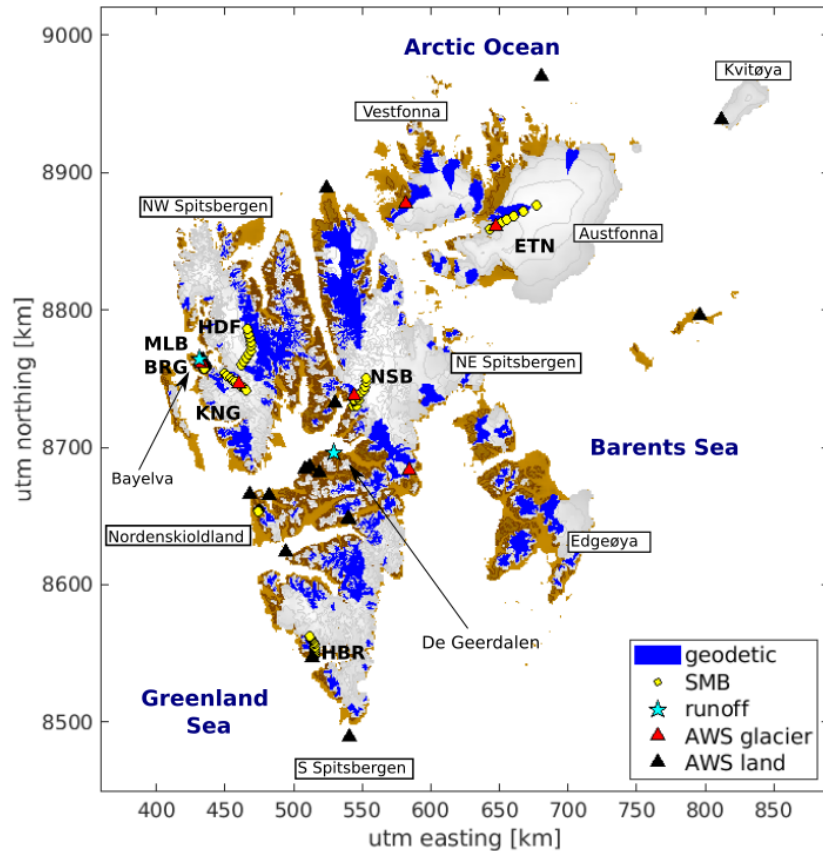 9000
8900
8800
8700
8600
8500
utm northing [km]
Arctic Ocean
Kvitøya
Vestfonna
NW Spitsbergen
ETN
Austfonna
HDF
MLB
BRG
NSB
NE Spitsbergen
KNG
Barents Sea
Bayelva
Nordenskioldland
Edgeøya
De Geerdalen
HBR
Greenland
Sea
S Spitsbergen
geodetic
SMB
runoff
AWS glacier
AWS land
400 450 500 550 600 650 700 750 800 850
utm easting [km]